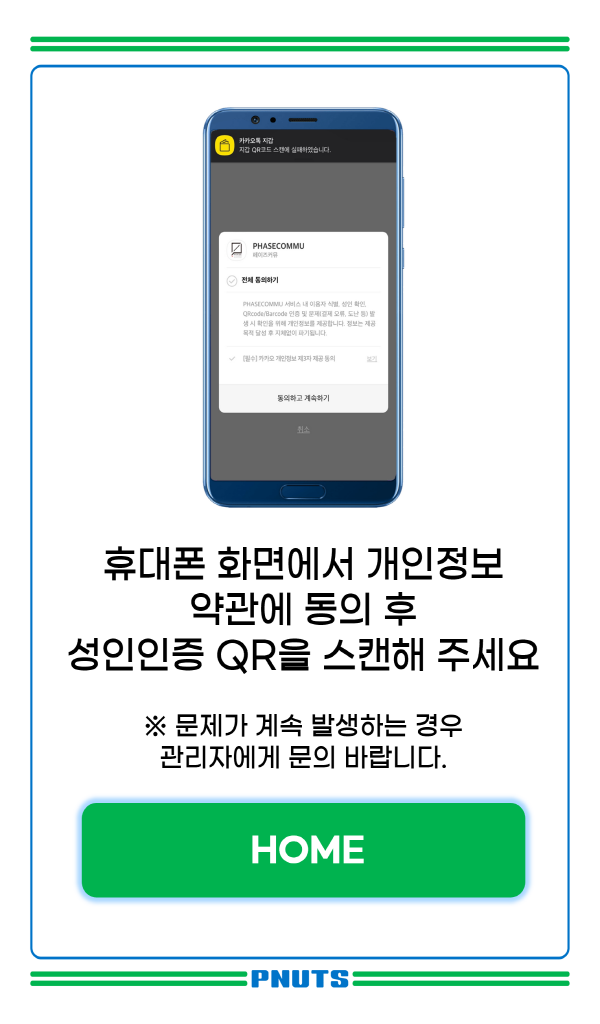 카카오톡 지갑
지갑 QR코드 스캔에 실패하였습니다.
PHASECOMMU
페이즈커뮤
전체 동의하기
PHASECOMMU 서비스 내 이용자 식별, 성인 확인,
QRcode/Barcode 인증 및 문제(결제 오류, 도난 등) 발
생 시 확인을 위해 개인정보를 제공합니다. 정보는 제공
목적 달성 후 지체없이 파기됩니다.
[필수] 카카오 개인정보 제3자 제공 동의
보기
동의하고 계속하기
취소
휴대폰 화면에서 개인정보
약관에 동의 후
성인인증 QR을 스캔해 주세요
※ 문제가 계속 발생하는 경우
관리자에게 문의 바랍니다.
HOME
PNUTS